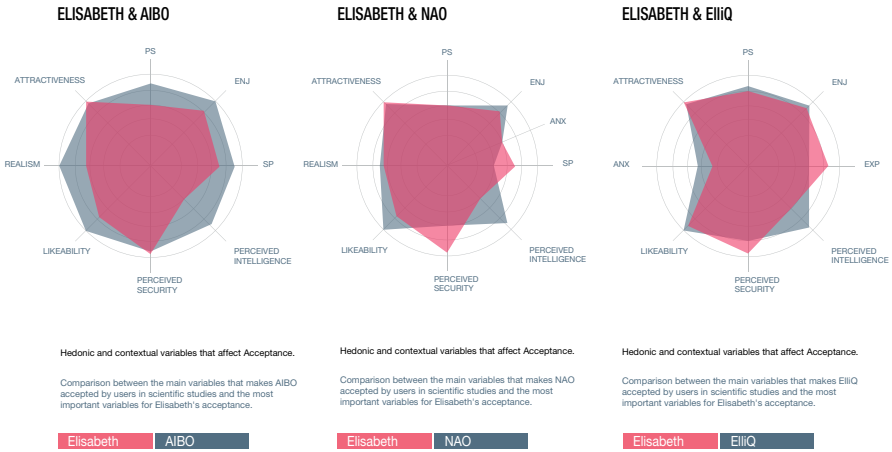 ELISABETH & AIBO
PS
ATTRACTIVENESS
ENJ
REALISM
SP
LIKEABILITY
PERCEIVED
INTELLIGENCE
PERCEIVED
SECURITY
Hedonic and contextual variables that affect Acceptance.
Comparison between the main variables that makes AIBO
accepted by users in scientific studies and the most
important variables for Elisabeth's acceptance.
Elisabeth
AIBO
ELISABETH & NAO
PS
ATTRACTIVENESS
ENJ
ANX
REALISM
SP
LIKEABILITY
PERCEIVED
INTELLIGENCE
PERCEIVED
SECURITY
Hedonic and contextual variables that affect Acceptance.
Comparison between the main variables that makes NAO
accepted by users in scientific studies and the most
important variables for Elisabeth's acceptance.
Elisabeth
NAO
ELISABETH & ElliQ
PS
ATTRACTIVENESS
ENJ
ANX
EXP
LIKEABILITY
PERCEIVED
INTELLIGENCE
PERCEIVED
SECURITY
Hedonic and contextual variables that affect Acceptance.
Comparison between the main variables that makes ElliQ
accepted by users in scientific studies and the most
important variables for Elisabeth's acceptance.
Elisabeth
ElliQ